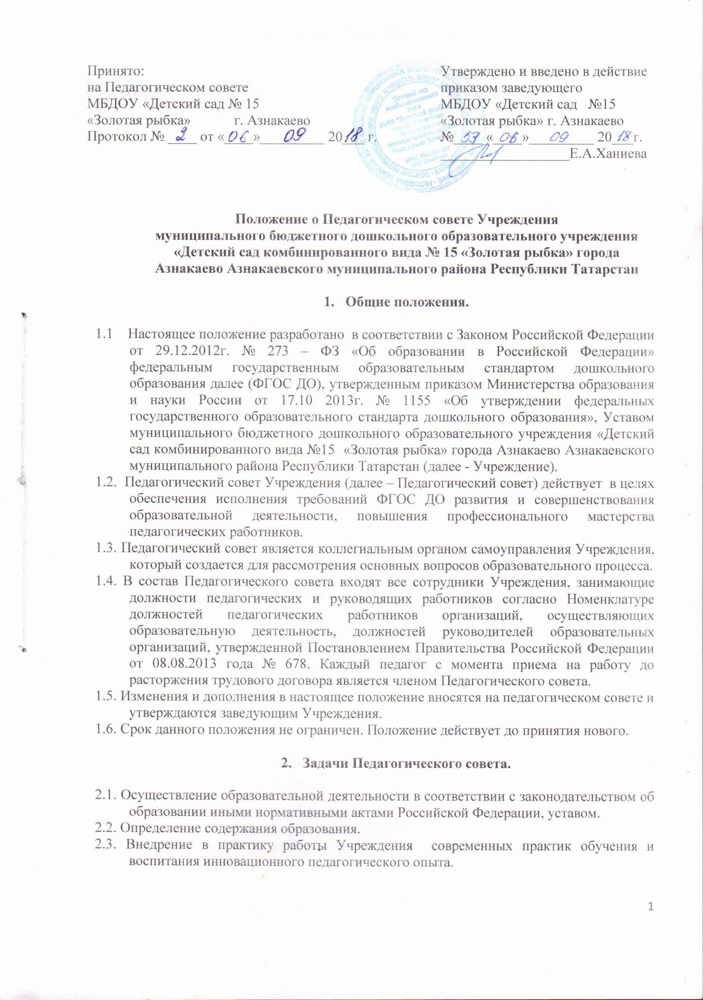 Принято:
на Педагогическом совете
МБДОУ «Детский сад № 15
«Золотая рыбка» г. Азнакаево
Протокол № 2 от «06» 09 2018 г.
Утверждено и введено в действие
приказом заведующего
МБДОУ «Детский сад №15
«Золотая рыбка» г. Азнакаево
№ 53 «06» 09 2018 г.
Е.А.Ханиева
Положение о Педагогическом совете Учреждения
муниципального бюджетного дошкольного образовательного учреждения
«Детский сад комбинированного вида № 15 «Золотая рыбка» города
Азнакаево Азнакаевского муниципального района Республики Татарстан
1. Общие положения.
1.1 Настоящее положение разработано в соответствии с Законом Российской Федерации
от 29.12.2012г. № 273 – ФЗ «Об образовании в Российской Федерации»
федеральным государственным образовательным стандартом дошкольного
образования далее (ФГОС ДО), утвержденным приказом Министерства образования
и науки России от 17.10 2013г. № 1155 «Об утверждении федеральных
государственного образовательного стандарта дошкольного образования», Уставом
муниципального бюджетного дошкольного образовательного учреждения «Детский
сад комбинированного вида №15 «Золотая рыбка» города Азнакаево Азнакаевского
муниципального района Республики Татарстан (далее - Учреждение).
1.2. Педагогический совет Учреждения (далее – Педагогический совет) действует в целях
обеспечения исполнения требований ФГОС ДО развития и совершенствования
образовательной деятельности, повышения профессионального мастерства
педагогических работников.
1.3. Педагогический совет является коллегиальным органом самоуправления Учреждения,
который создается для рассмотрения основных вопросов образовательного процесса.
1.4. В состав Педагогического совета входят все сотрудники Учреждения, занимающие
должности педагогических и руководящих работников согласно Номенклатуре
должностей педагогических работников организаций, осуществляющих
образовательную деятельность, должностей руководителей образовательных
организаций, утвержденной Постановлением Правительства Российской Федерации
от 08.08.2013 года № 678. Каждый педагог с момента приема на работу до
расторжения трудового договора является членом Педагогического совета.
1.5. Изменения и дополнения в настоящее положение вносятся на педагогическом совете и
утверждаются заведующим Учреждения.
1.6. Срок данного положения не ограничен. Положение действует до принятия нового.
2. Задачи Педагогического совета.
2.1. Осуществление образовательной деятельности в соответствии с законодательством об
образовании иными нормативными актами Российской Федерации, уставом.
2.2. Определение содержания образования.
2.3. Внедрение в практику работы Учреждения современных практик обучения и
воспитания инновационного педагогического опыта.
1